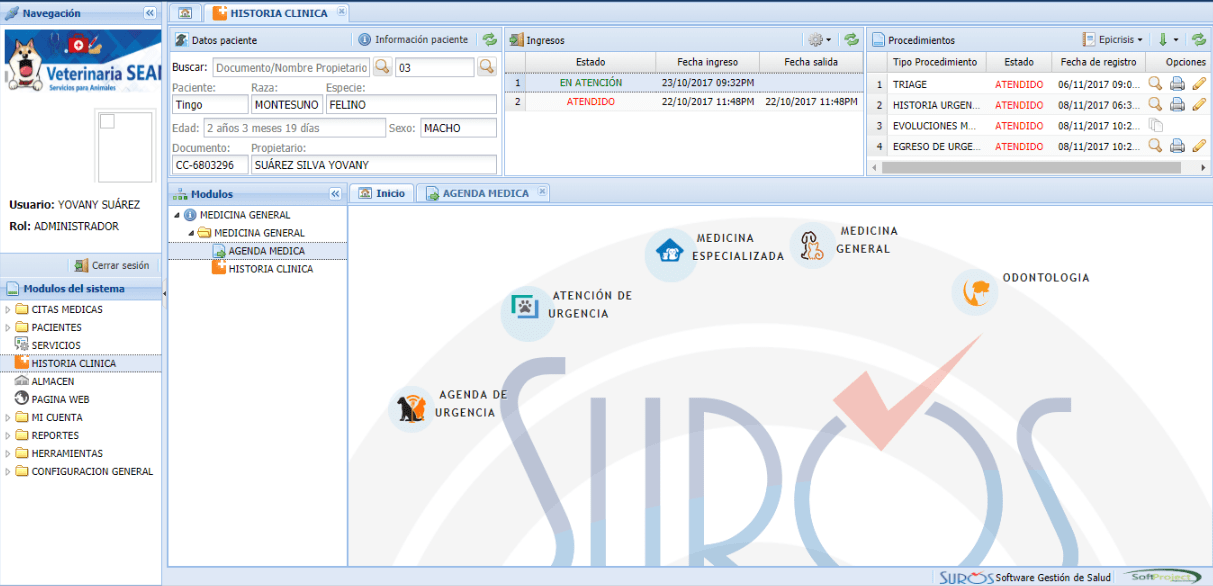 Navegación
Veterinaria SEAI
Servicios para Animales
Usuario: YOVANY SUÁREZ
Rol: ADMINISTRADOR
Cerrar sesión
Modulos del sistema
CITAS MEDICAS
PACIENTES
SERVICIOS
HISTORIA CLINICA
ALMACEN
PAGINA WEB
MI CUENTA
REPORTES
HERRAMIENTAS
CONFIGURACION GENERAL
HISTORIA CLINICA
Datos paciente Información paciente
Buscar: Documento/Nombre Propietario 03
Paciente: Raza: Especie:
Tingo MONTESUNO FELINO
Edad: 2 años 3 meses 19 días Sexo: MACHO
Documento: Propietario:
CC-6803296 SUÁREZ SILVA YOVANY
Ingresos
Estado Fecha ingreso Fecha salida
1 EN ATENCIÓN 23/10/2017 09:32PM
2 ATENDIDO 22/10/2017 11:48PM 22/10/2017 11:48PM
Procedimientos Epicrisis
Tipo Procedimiento Estado Fecha de registro Opciones
1 TRIAGE ATENDIDO 06/11/2017 09:0...
2 HISTORIA URGEN... ATENDIDO 08/11/2017 06:3...
3 EVOLUCIONES M... ATENDIDO 08/11/2017 10:2...
4 EGRESO DE URGE... ATENDIDO 08/11/2017 10:2...
Modulos
MEDICINA GENERAL
MEDICINA GENERAL
AGENDA MEDICA
HISTORIA CLINICA
Inicio AGENDA MEDICA
AGENDA DE
URGENCIA
ATENCIÓN DE
URGENCIA
MEDICINA
ESPECIALIZADA
MEDICINA
GENERAL
ODONTOLOGIA
SUROS
SUROS Software Gestión de Salud SoftProject